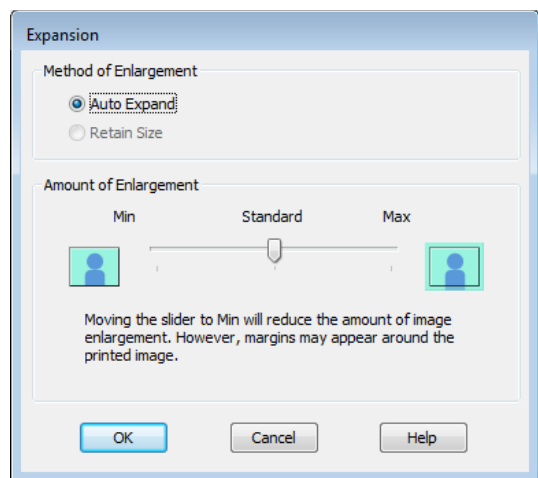 Expansion
Method of Enlargement
Auto Expand
Retain Size
Amount of Enlargement
Min Standard Max
Moving the slider to Min will reduce the amount of image
enlargement. However, margins may appear around the
printed image.
OK Cancel Help